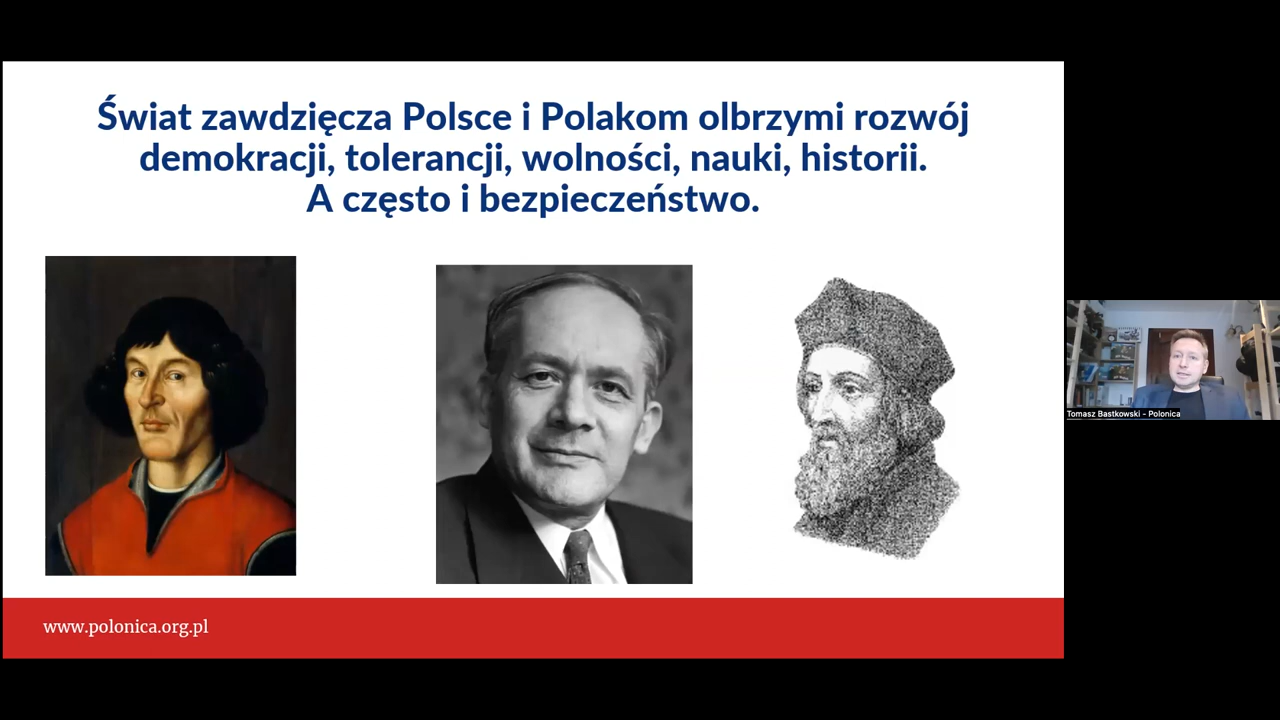 Świat zawdzięcza Polsce i Polakom olbrzymi rozwój
demokracji, tolerancji, wolności, nauki, historii.
A często i bezpieczeństwo.
www.polonica.org.pl
Tomasz Bastkowski - Polonica